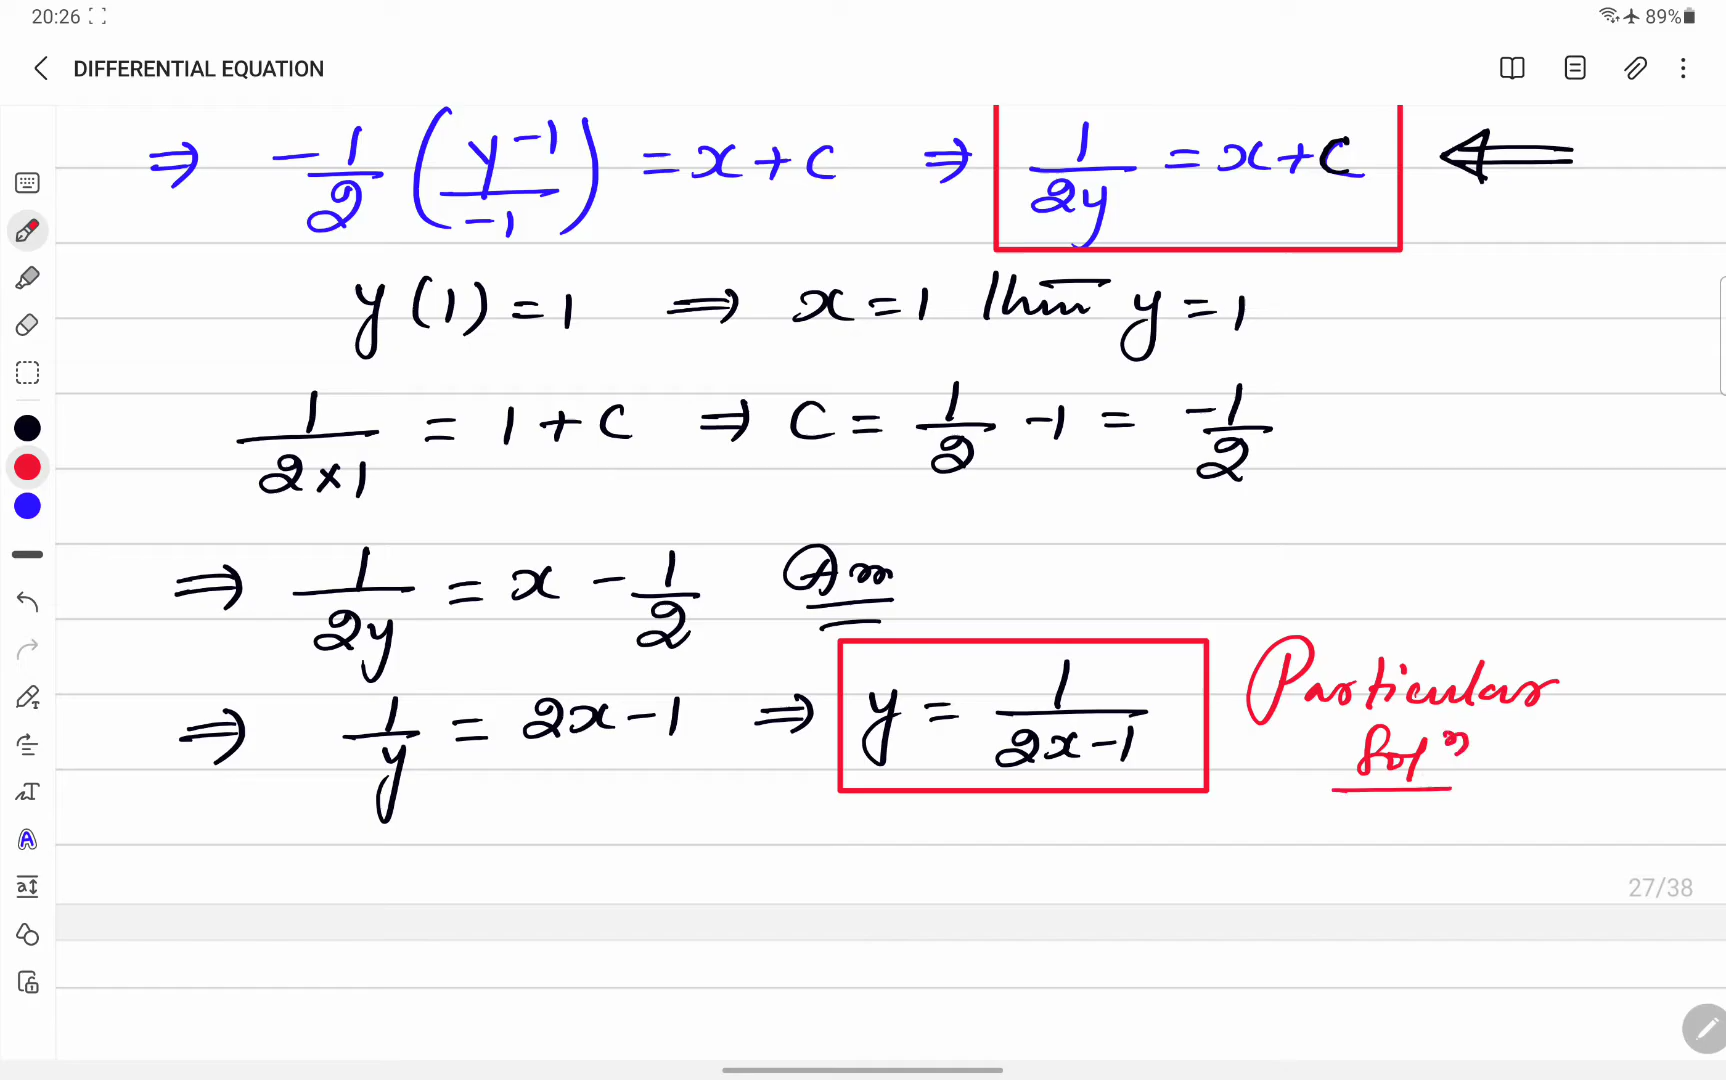 20:26
89%
DIFFERENTIAL EQUATION
⇒ -1/2 (y^-1/-1) = x + c ⇒ 1/2y = x + c ⇐
y(1) = 1 ⇒ x = 1 then y = 1
1/2×1 = 1 + c ⇒ C = 1/2 - 1 = -1/2
⇒ 1/2y = x - 1/2 Ans
⇒ 1/y = 2x - 1 ⇒ y = 1/2x-1 Particular
Solⁿ
27/38